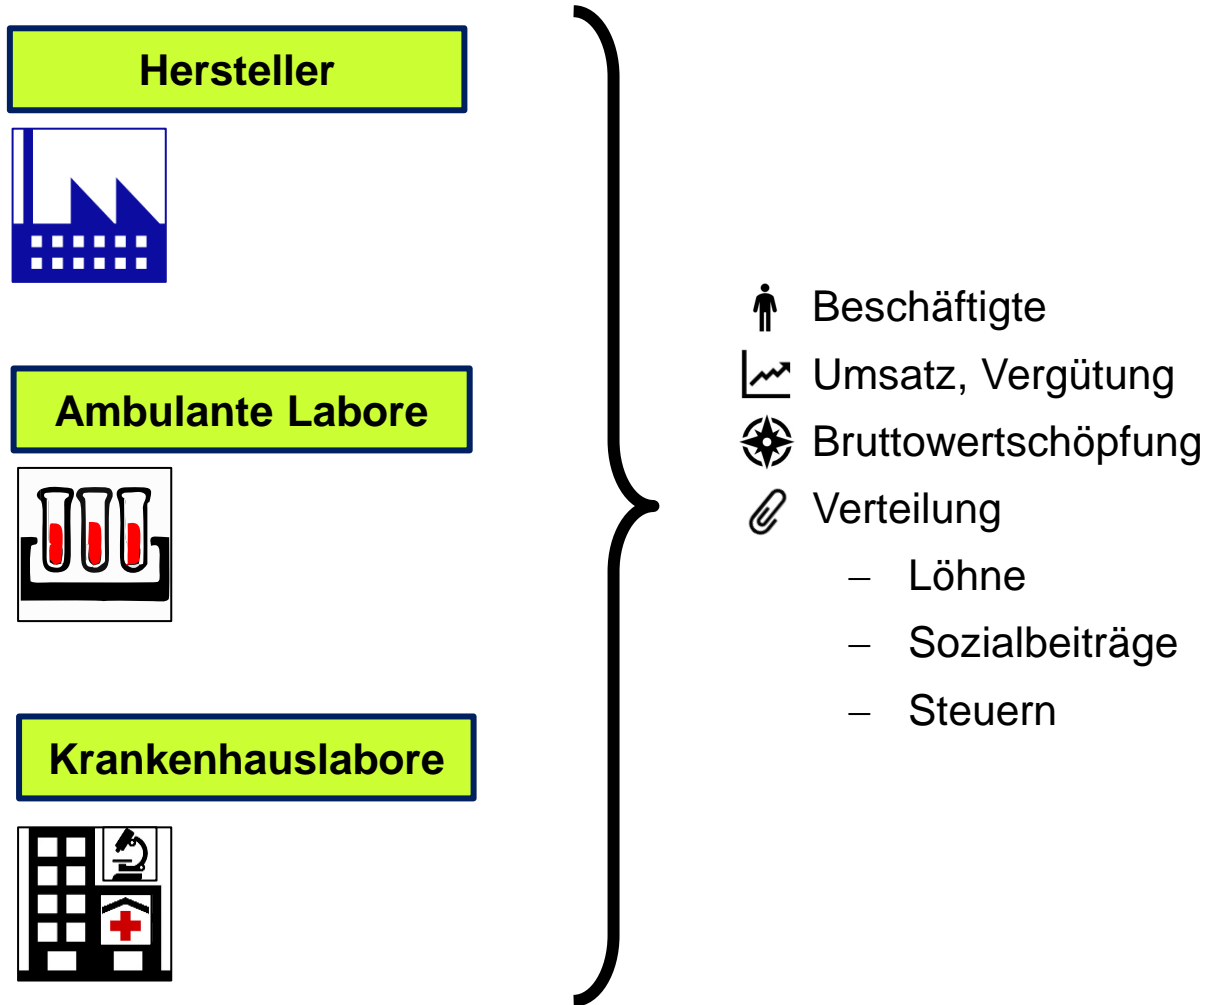 Hersteller
Ambulante Labore
Krankenhauslabore
Beschäftigte
Umsatz, Vergütung
Bruttowertschöpfung
Verteilung
– Löhne
– Sozialbeiträge
– Steuern